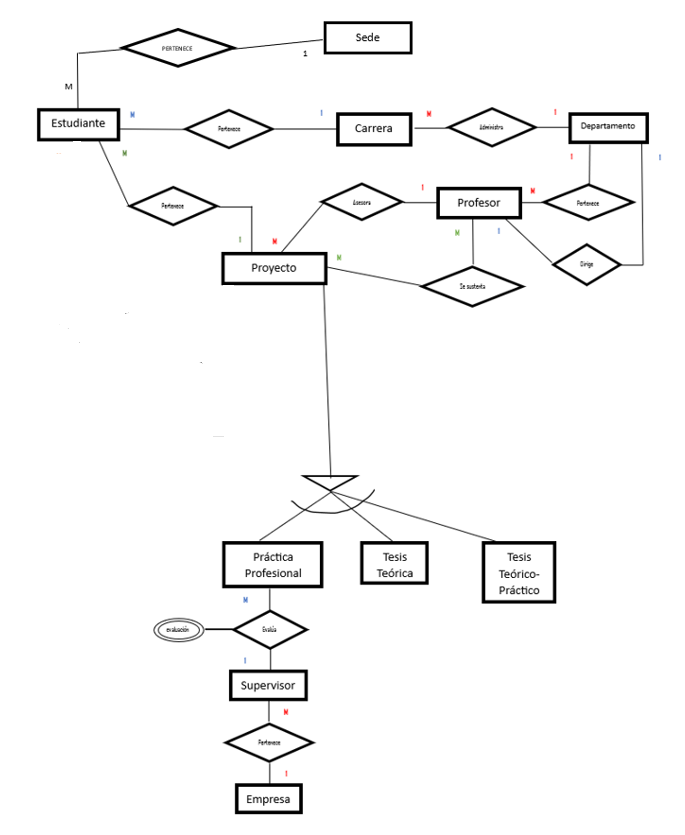 PERTENECE
Sede
1
M
Estudiante
M
Pertenece
1
Carrera
M
Administra
1
Departamento
M
1
1
Pertenece
Asesora
1
Profesor
M
Pertenece
1
M
M
1
Proyecto
M
Dirige
Se sustenta
Práctica
Profesional
Tesis
Teórica
Tesis
Teórico-
Práctico
M
evaluación
Evalúa
1
Supervisor
M
Pertenece
1
Empresa